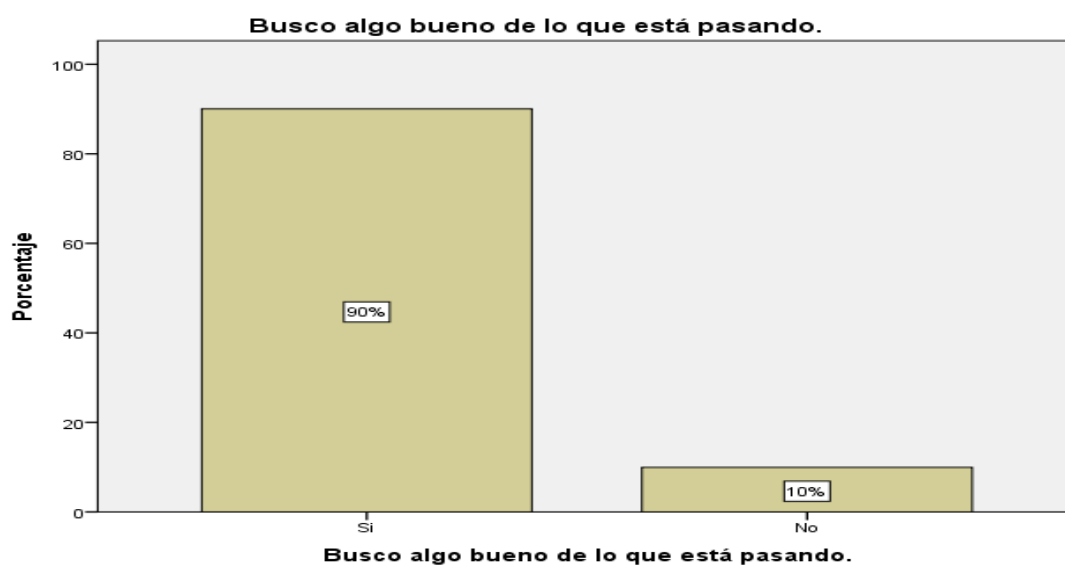 Busco algo bueno de lo que está pasando.
100
80
60
40
20
0
Porcentaje
90%
10%
Si
No
Busco algo bueno de lo que está pasando.